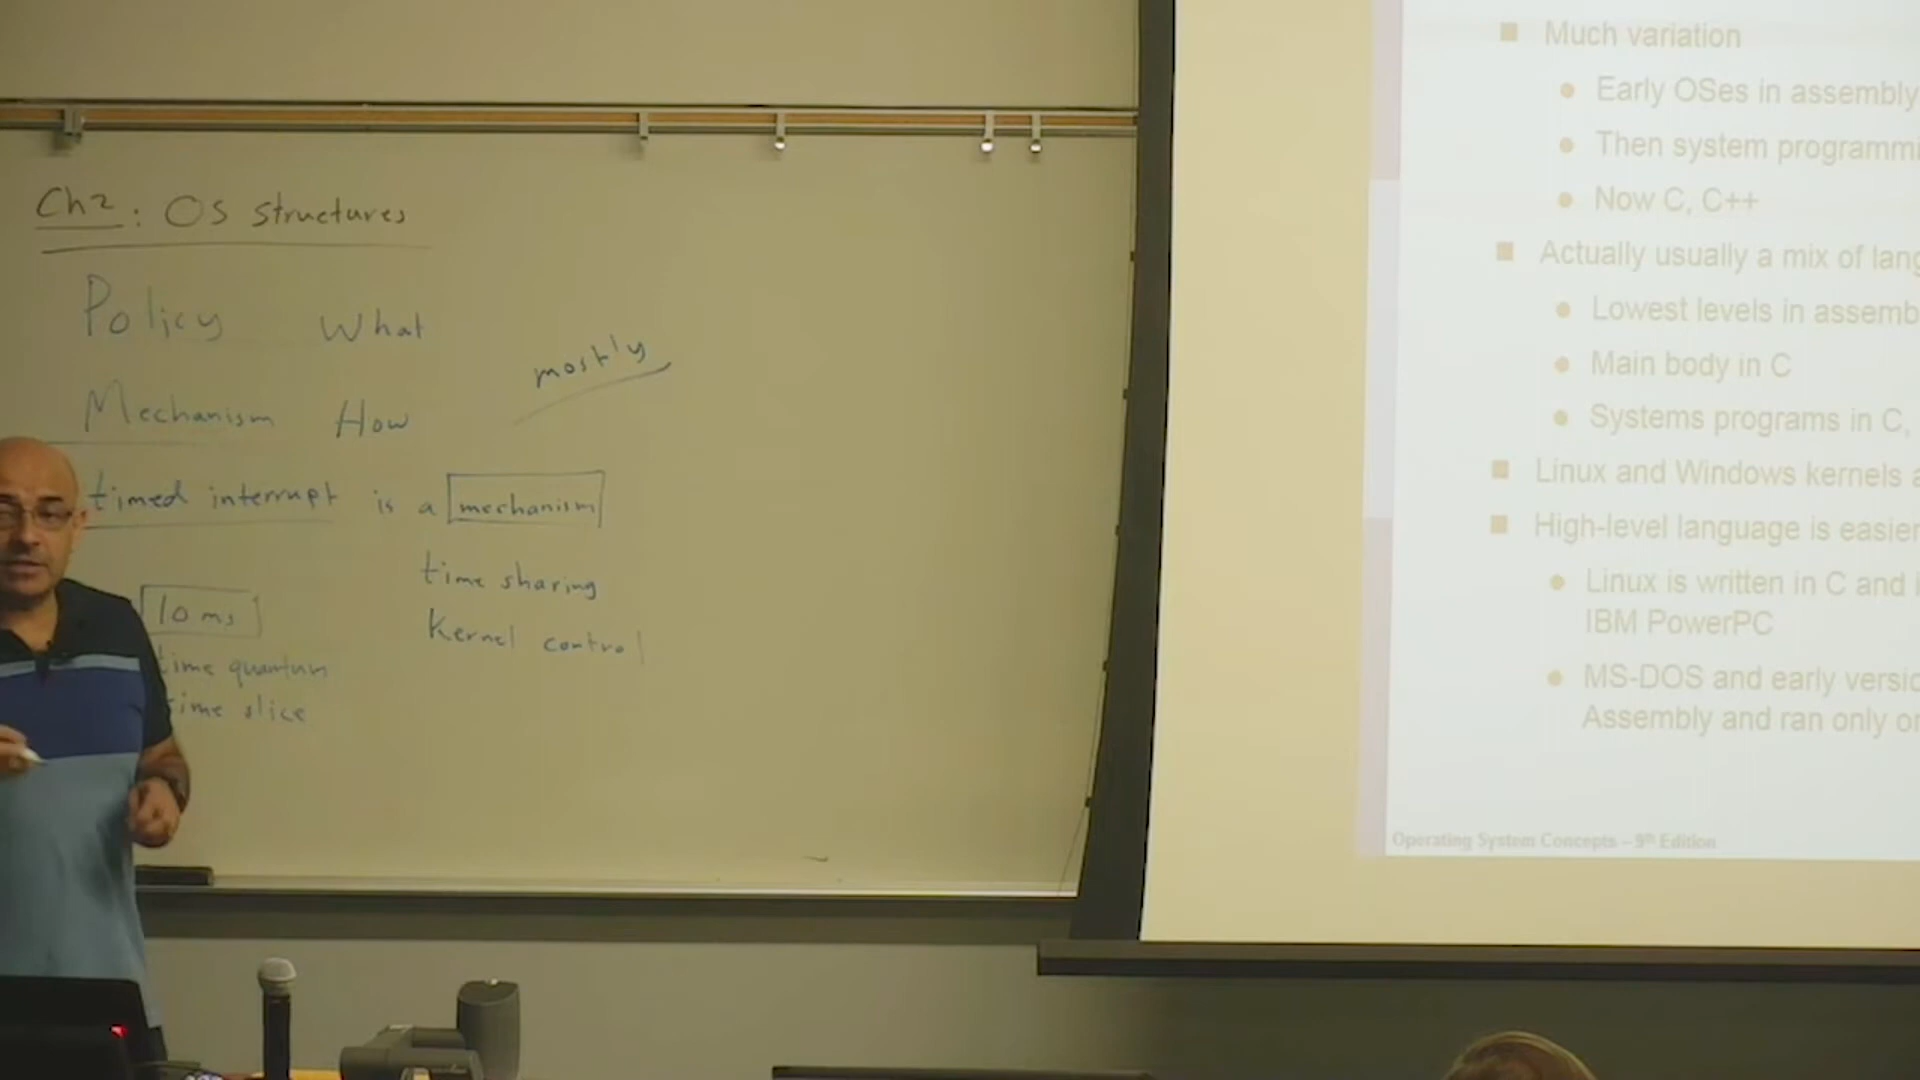 Ch2: OS structures
Policy What
Mechanism How
mostly
timed interrupt is a mechanism
time sharing
Kernel control
10 ms
time quantum
time slice
Much variation
Early OSes in assembly
Then system programmi
Now C, C++
Actually usually a mix of lang
Lowest levels in assemb
Main body in C
Systems programs in C,
Linux and Windows kernels a
High-level language is easier
Linux is written in C and i
IBM PowerPC
MS-DOS and early versio
Assembly and ran only on
Operating System Concepts – 9th Edition